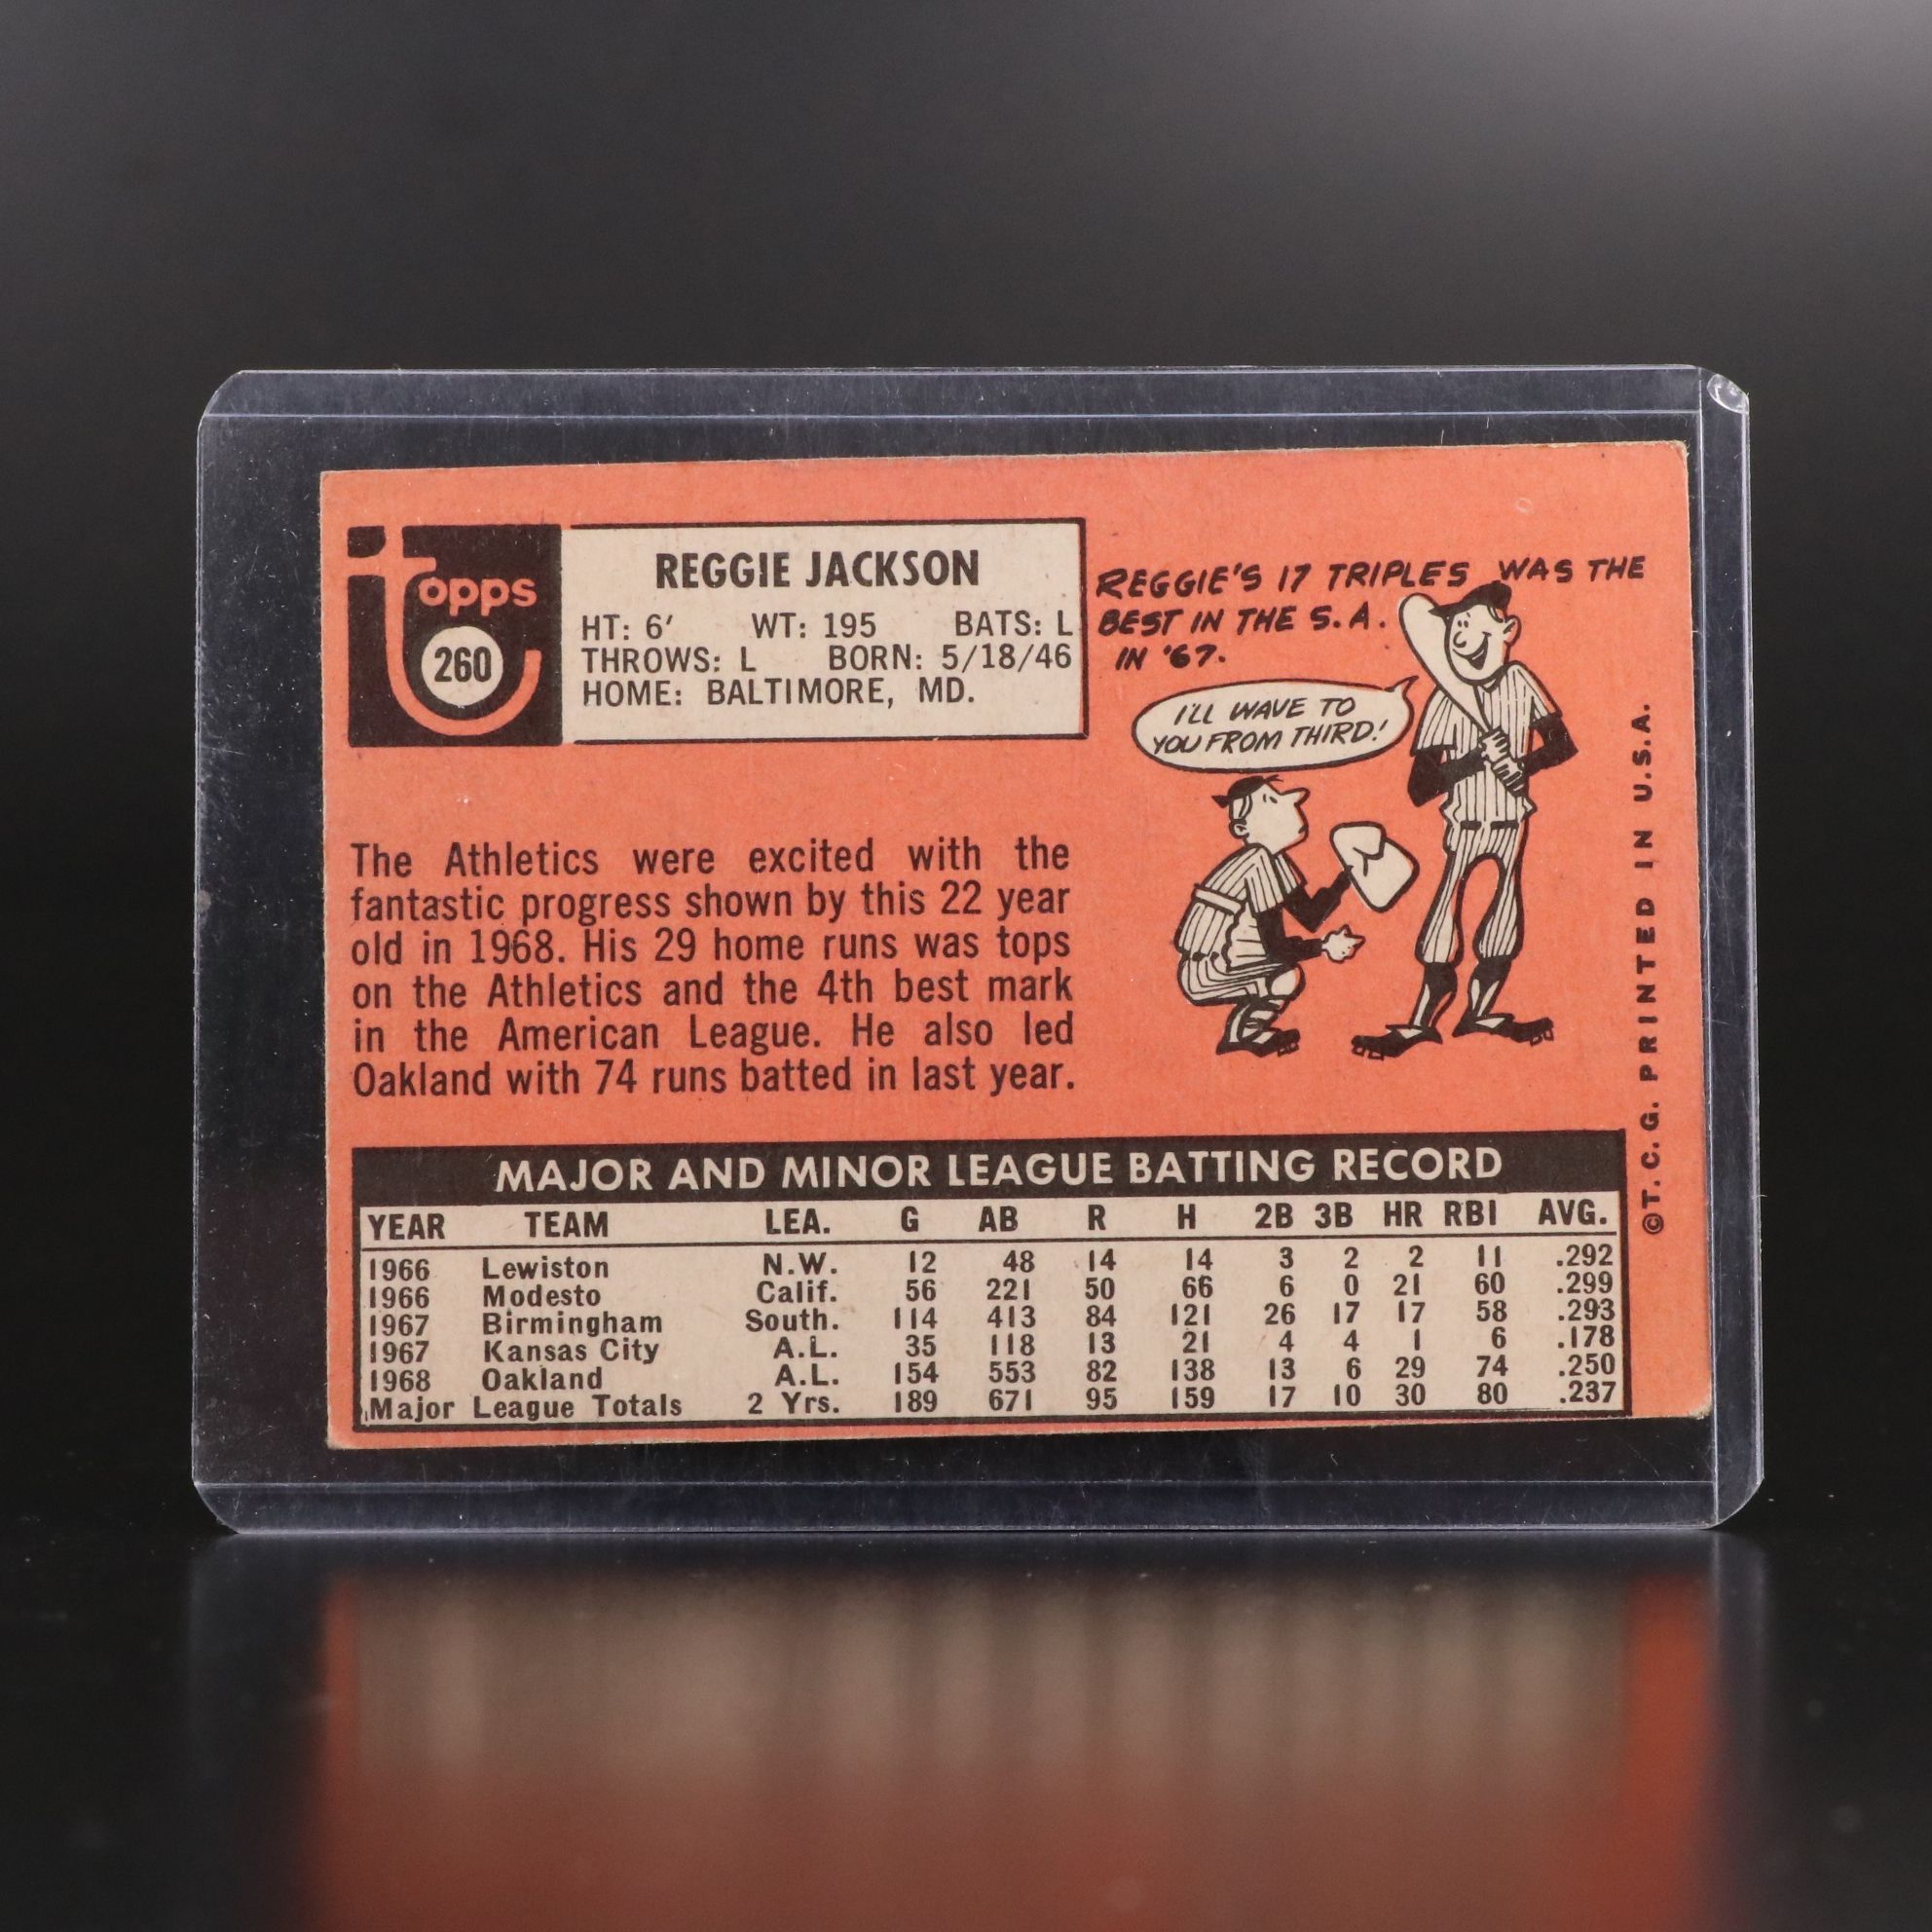 topps
260
REGGIE JACKSON
HT: 6' WT: 195 BATS: L
THROWS: L BORN: 5/18/46
HOME: BALTIMORE, MD.
REGGIE'S 17 TRIPLES WAS THE
BEST IN THE S.A.
IN '67.
I'LL WAVE TO
YOU FROM THIRD!
The Athletics were excited with the
fantastic progress shown by this 22 year
old in 1968. His 29 home runs was tops
on the Athletics and the 4th best mark
in the American League. He also led
Oakland with 74 runs batted in last year.
MAJOR AND MINOR LEAGUE BATTING RECORD
YEAR TEAM LEA. G AB R H 2B 3B HR RBI AVG.
1966 Lewiston N.W. 12 48 14 14 3 2 2 11 .292
1966 Modesto Calif. 56 221 50 66 6 0 21 60 .299
1967 Birmingham South. 114 413 84 121 26 17 17 58 .293
1967 Kansas City A.L. 35 118 13 21 4 4 1 6 .178
1968 Oakland A.L. 154 553 82 138 13 6 29 74 .250
Major League Totals 2 Yrs. 189 671 95 159 17 10 30 80 .237
©T.C.G. PRINTED IN U.S.A.